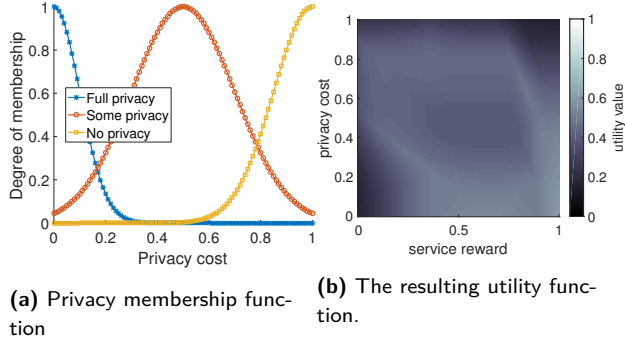 1
0.8
0.6
0.4
0.2
0
Degree of membership
Full privacy
Some privacy
No privacy
0 0.2 0.4 0.6 0.8 1
Privacy cost
(a) Privacy membership func-
tion
1
0.8
0.6
0.4
0.2
0
privacy cost
0.5 1
service reward
1
0.8
0.6
0.4
0.2
0
utility value
(b) The resulting utility func-
tion.